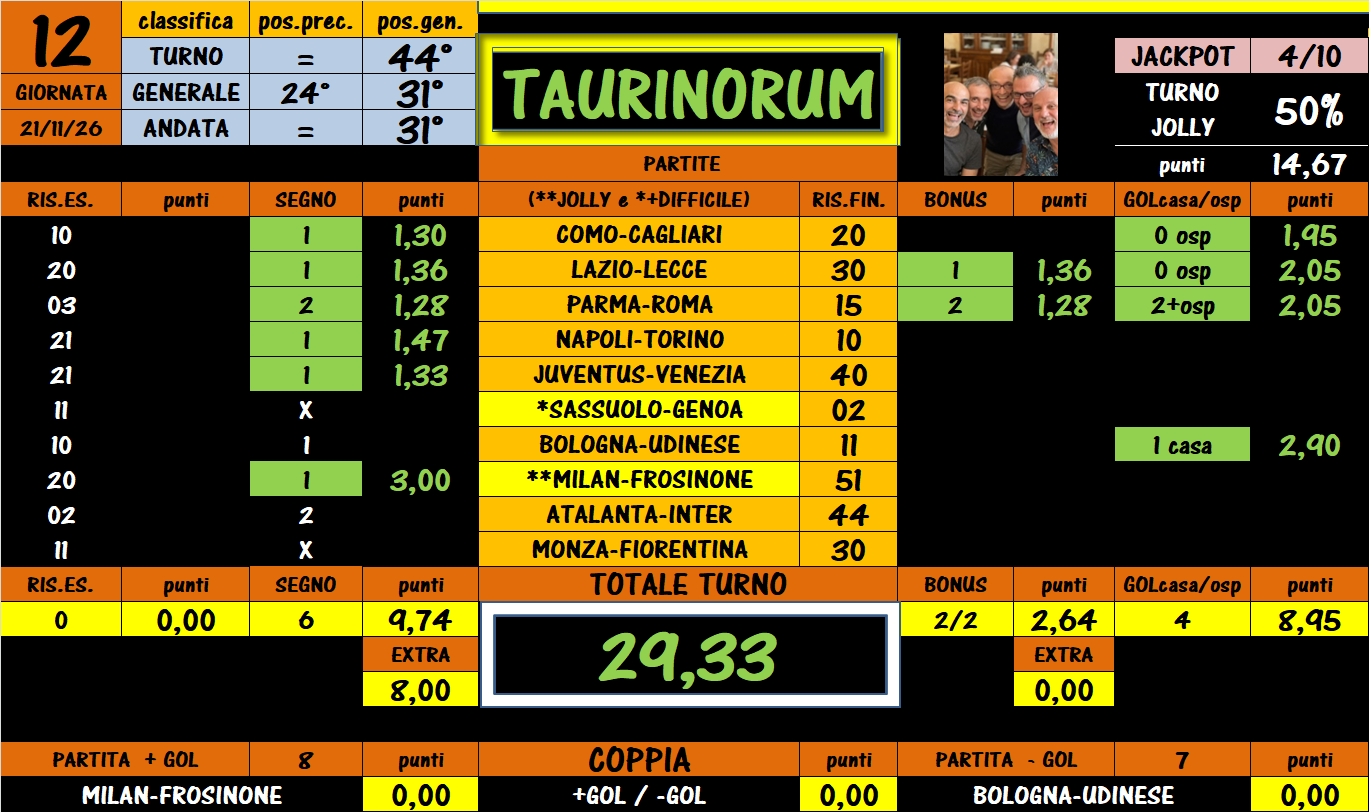 12 classifica pos.prec. pos.gen.
TURNO = 44°
GIORNATA GENERALE 24° 31°
21/11/26 ANDATA = 31°
TAURINORUM
JACKPOT 4/10
TURNO
JOLLY 50%
punti 14,67
PARTITE
RIS.ES. punti SEGNO punti (**JOLLY e *+DIFFICILE) RIS.FIN. BONUS punti GOLcasa/osp punti
10 1 1,30 COMO-CAGLIARI 20 0 osp 1,95
20 1 1,36 LAZIO-LECCE 30 1 1,36 0 osp 2,05
03 2 1,28 PARMA-ROMA 15 2 1,28 2+osp 2,05
21 1 1,47 NAPOLI-TORINO 10
21 1 1,33 JUVENTUS-VENEZIA 40
11 X *SASSUOLO-GENOA 02
10 1 BOLOGNA-UDINESE 11 1 casa 2,90
20 1 3,00 **MILAN-FROSINONE 51
02 2 ATALANTA-INTER 44
11 X MONZA-FIORENTINA 30
RIS.ES. punti SEGNO punti TOTALE TURNO BONUS punti GOLcasa/osp punti
0 0,00 6 9,74 29,33 2/2 2,64 4 8,95
EXTRA EXTRA
8,00 0,00
PARTITA + GOL 8 punti COPPIA punti PARTITA - GOL 7 punti
MILAN-FROSINONE 0,00 +GOL / -GOL 0,00 BOLOGNA-UDINESE 0,00